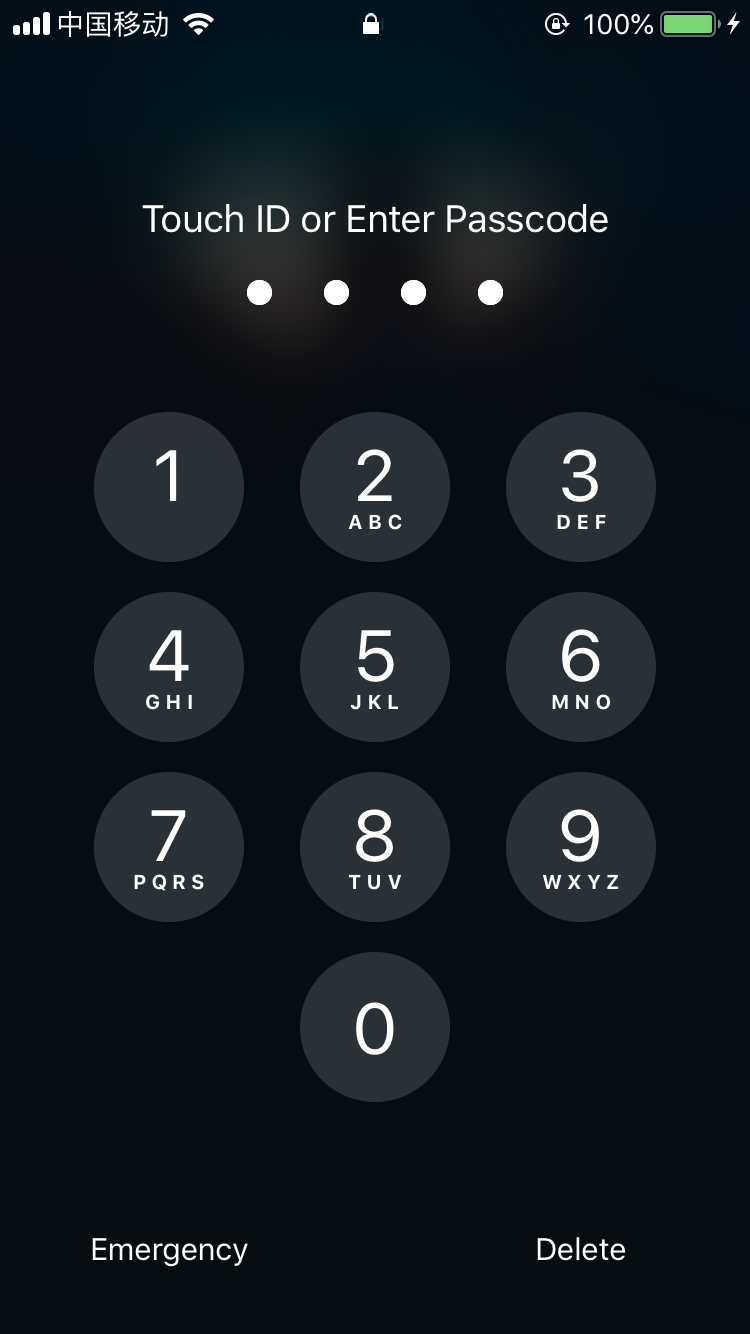 中国移动 100%
Touch ID or Enter Passcode
1 2 3
ABC DEF
4 5 6
GHI JKL MNO
7 8 9
PQRS TUV WXYZ
0
Emergency Delete